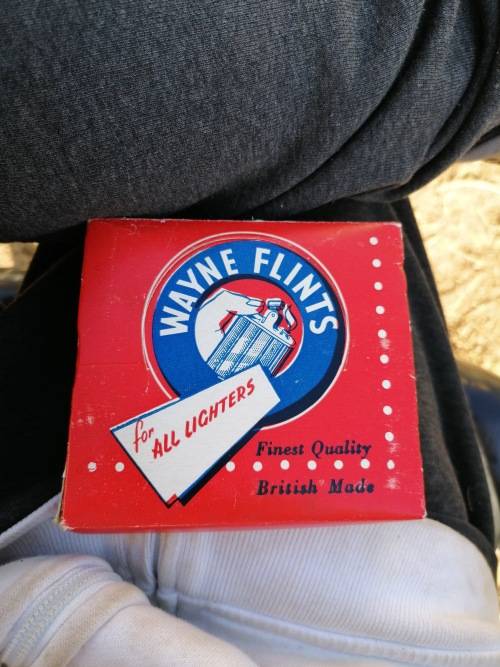 WAYNE FLINTS
for
ALL LIGHTERS
Finest Quality
British Made